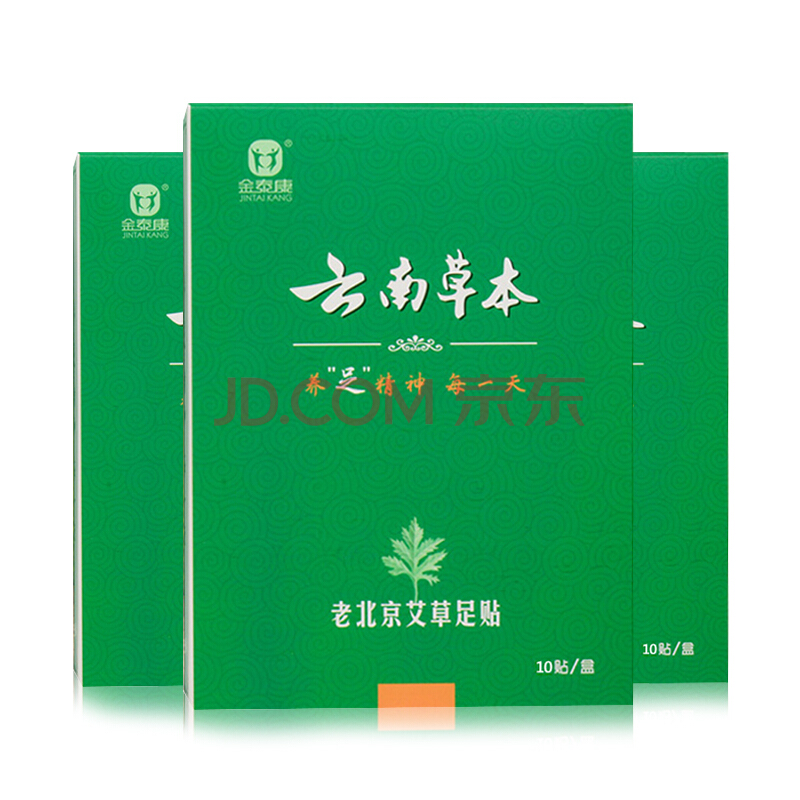 金泰康®
JINTAI KANG
金泰康®
JINTAI KANG
云南草本
养"足"精神 每一天
JD.COM 京东
老北京艾草足贴
10贴/盒
10贴/盒